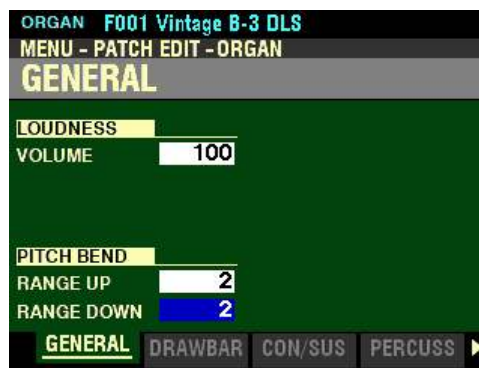 ORGAN F001 Vintage B-3 DLS
MENU - PATCH EDIT - ORGAN
GENERAL
LOUDNESS
VOLUME 100
PITCH BEND
RANGE UP 2
RANGE DOWN 2
GENERAL DRAWBAR CON/SUS PERCUSS